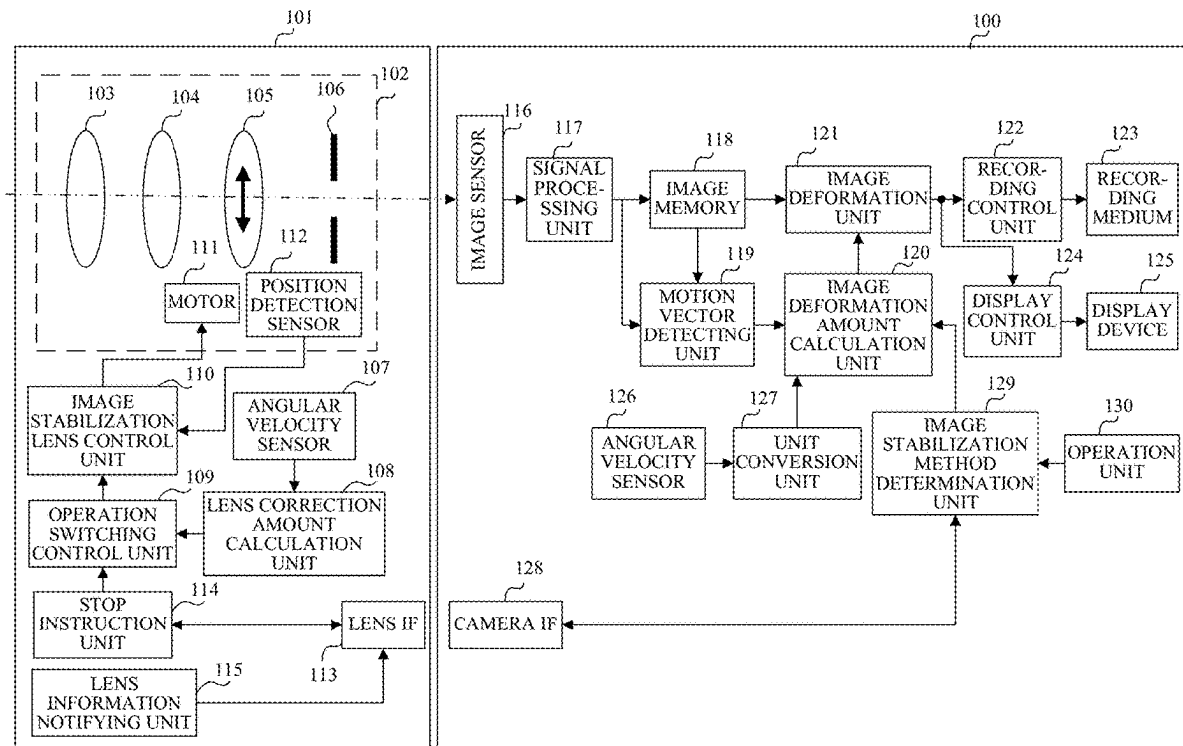 101
100
102
103
104
105
106
116
IMAGE SENSOR
117
SIGNAL
PROCE-
SSING
UNIT
118
IMAGE
MEMORY
121
IMAGE
DEFORMATION
UNIT
122
RECOR-
DING
CONTROL
UNIT
123
RECOR-
DING
MEDIUM
111
MOTOR
112
POSITION
DETECTION
SENSOR
119
MOTION
VECTOR
DETECTING
UNIT
120
IMAGE
DEFORMATION
AMOUNT
CALCULATION
UNIT
124
DISPLAY
CONTROL
UNIT
125
DISPLAY
DEVICE
110
IMAGE
STABILIZATION
LENS CONTROL
UNIT
107
ANGULAR
VELOCITY
SENSOR
126
ANGULAR
VELOCITY
SENSOR
127
UNIT
CONVERSION
UNIT
129
IMAGE
STABILIZATION
METHOD
DETERMINATION
UNIT
130
OPERATION
UNIT
109
OPERATION
SWITCHING
CONTROL UNIT
108
LENS CORRECTION
AMOUNT
CALCULATION
UNIT
114
STOP
INSTRUCTION
UNIT
LENS IF
113
128
CAMERA IF
115
LENS
INFORMATION
NOTIFYING UNIT